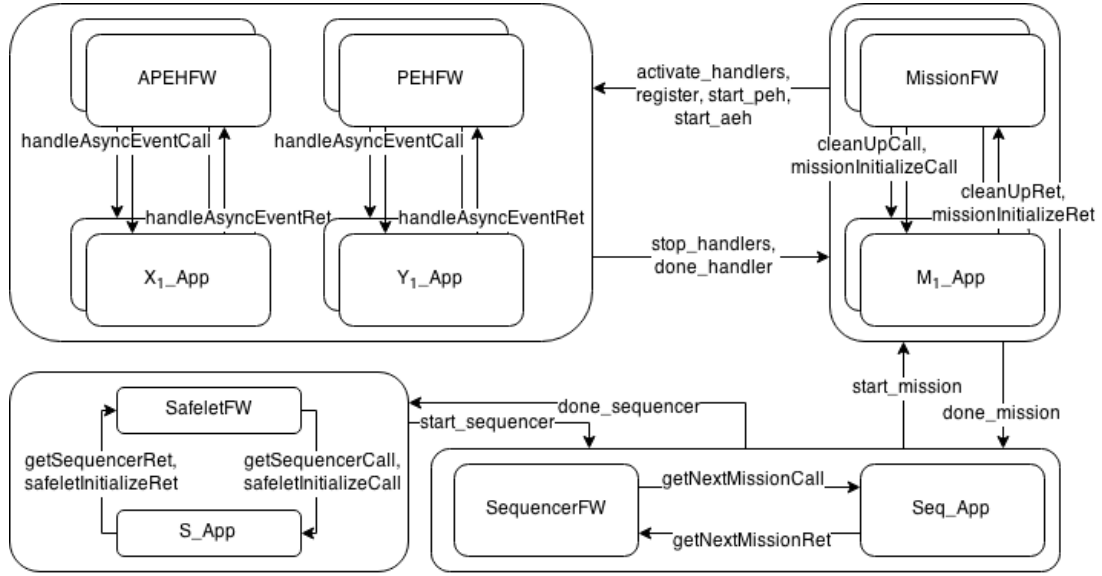 APEHFW
PEHFW
MissionFW
activate_handlers,
register, start_peh,
start_aeh
handleAsyncEventCall
handleAsyncEventCall
cleanUpCall,
missionInitializeCall
cleanUpRet,
missionInitializeRet
handleAsyncEventRet
handleAsyncEventRet
stop_handlers,
done_handler
X1_App
Y1_App
M1_App
start_mission
done_mission
SafeletFW
done_sequencer
start_sequencer
getSequencerRet,
safeletInitializeRet
getSequencerCall,
safeletInitializeCall
S_App
SequencerFW
getNextMissionCall
getNextMissionRet
Seq_App